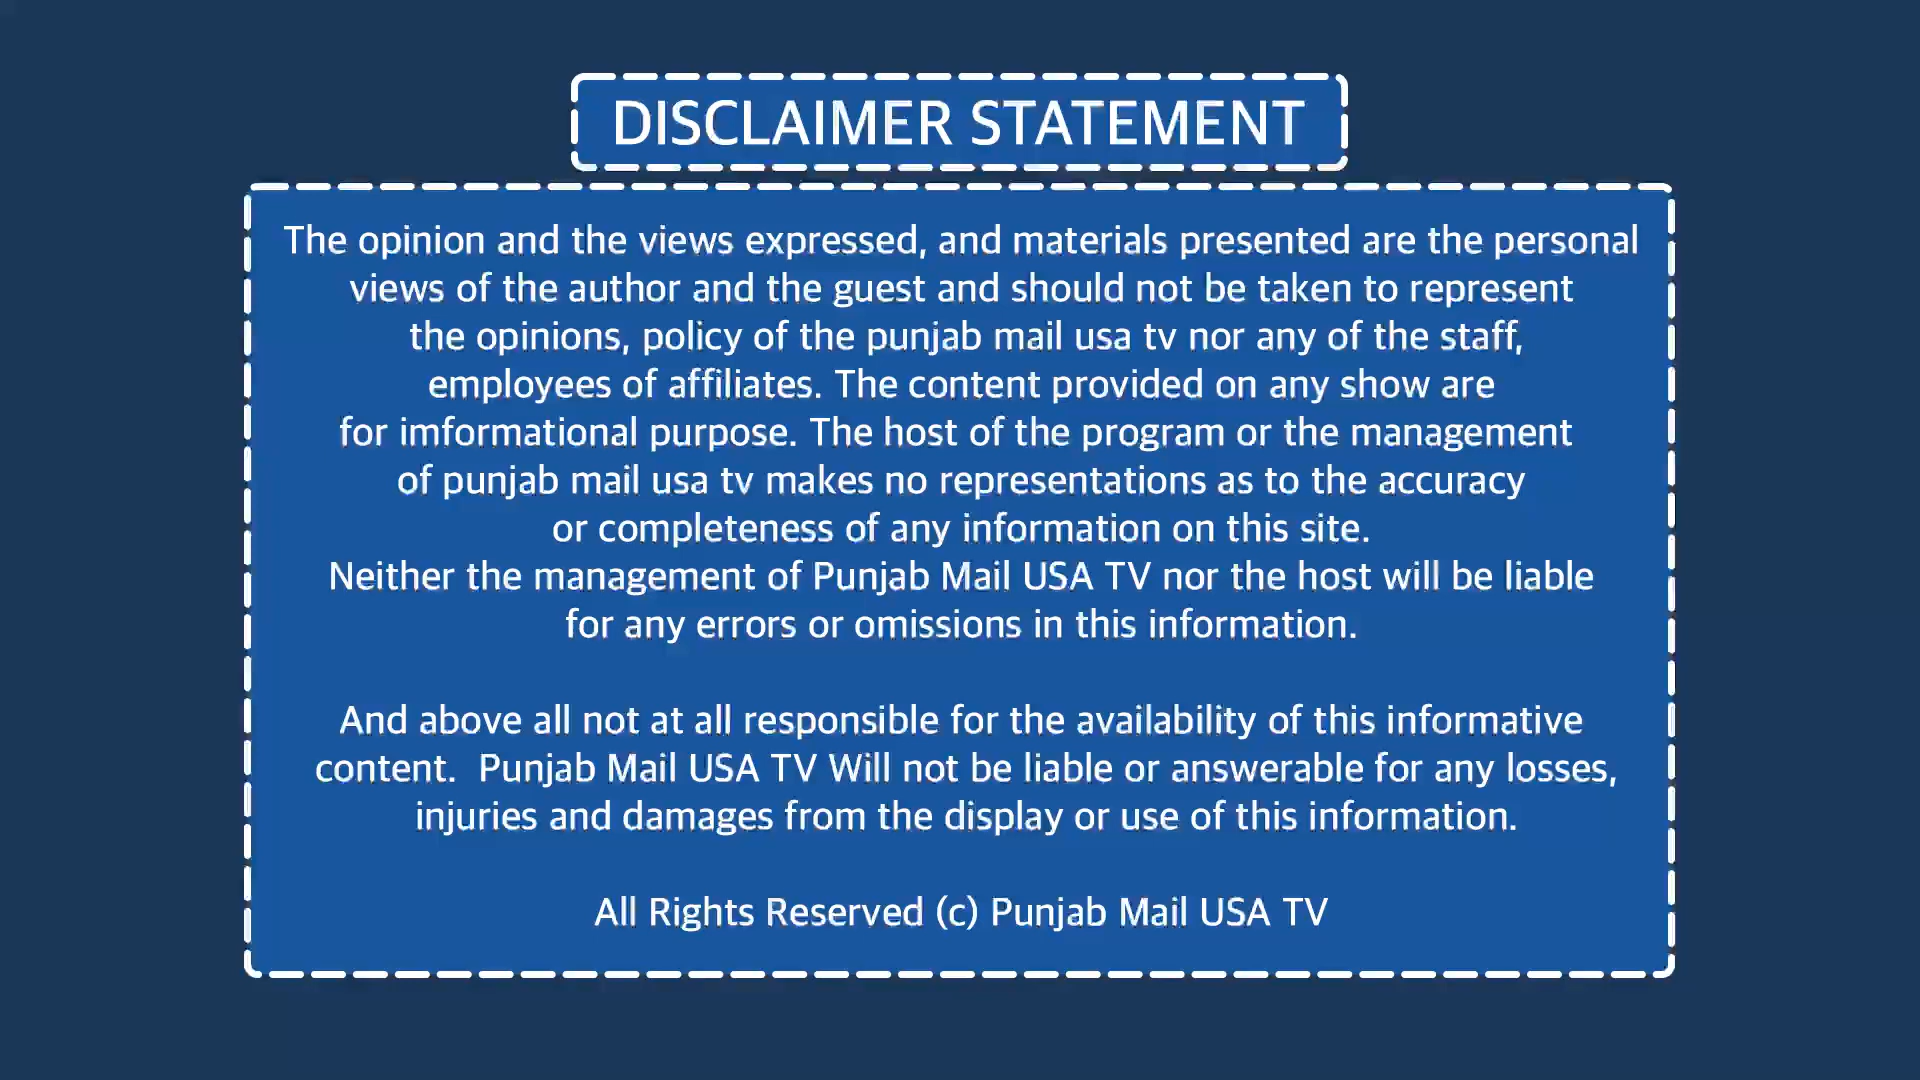 DISCLAIMER STATEMENT
The opinion and the views expressed, and materials presented are the personal
views of the author and the guest and should not be taken to represent
the opinions, policy of the punjab mail usa tv nor any of the staff,
employees of affiliates. The content provided on any show are
for imformational purpose. The host of the program or the management
of punjab mail usa tv makes no representations as to the accuracy
or completeness of any information on this site.
Neither the management of Punjab Mail USA TV nor the host will be liable
for any errors or omissions in this information.
And above all not at all responsible for the availability of this informative
content.  Punjab Mail USA TV Will not be liable or answerable for any losses,
injuries and damages from the display or use of this information.
All Rights Reserved (c) Punjab Mail USA TV